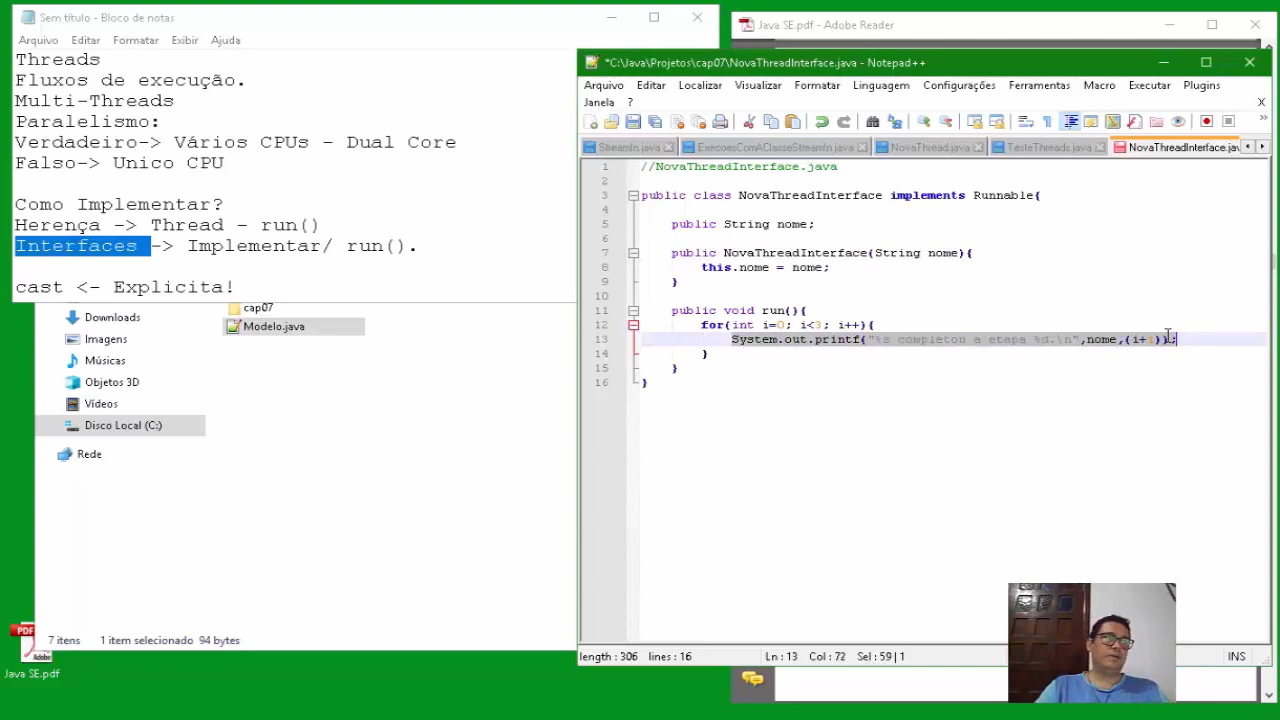 Sem título - Bloco de notas
Arquivo Editar Formatar Exibir Ajuda
Threads
Fluxos de execução.
Multi-Threads
Paralelismo:
Verdadeiro-> Vários CPUs - Dual Core
Falso-> Unico CPU
Como Implementar?
Herença -> Thread - run()
Interfaces -> Implementar/ run().
cast <- Explicita!
Downloads
Imagens
Músicas
Objetos 3D
Vídeos
Disco Local (C:)
Rede
cap07
Modelo.java
7 itens 1 item selecionado 94 bytes
PDF
Adobe
Java SE.pdf
Java SE.pdf - Adobe Reader
*C:\Java\Projetos\cap07\NovaThreadInterface.java - Notepad++
Arquivo Editar Localizar Visualizar Formatar Linguagem Configurações Ferramentas Macro Executar Plugins
Janela ? X
StreamIn.java ExecoesComAClasseStreamIn.java NovaThread.java TesteThreads.java NovaThreadInterface.jav
1 //NovaThreadInterface.java
2
3 public class NovaThreadInterface implements Runnable{
4
5 public String nome;
6
7 public NovaThreadInterface(String nome){
8 this.nome = nome;
9 }
10
11 public void run(){
12 for(int i=0; i<3; i++){
13 System.out.printf("%s completou a etapa %d.\n",nome,(i+1));
14 }
15 }
16 }
length : 306 lines : 16 Ln : 13 Col : 72 Sel : 59 | 1 INS